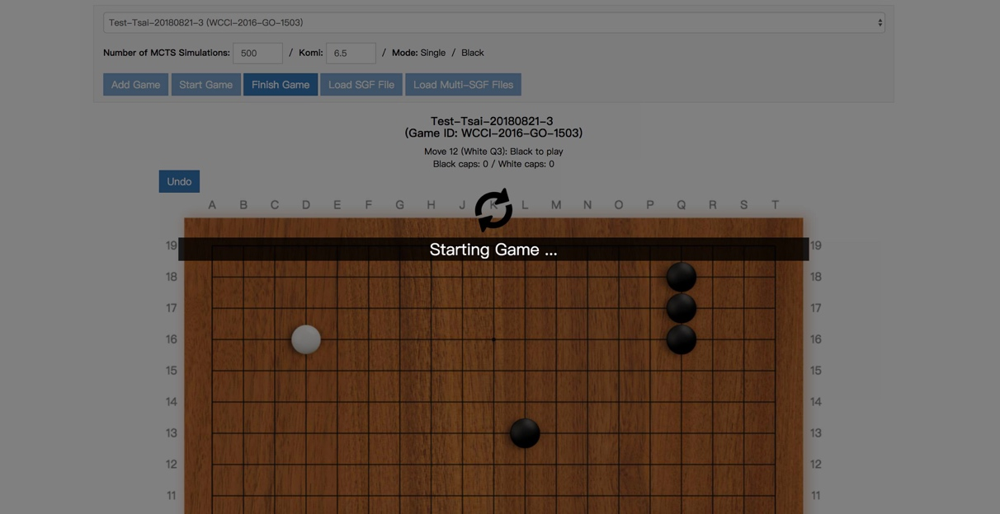 Test-Tsai-20180821-3 (WCCI-2016-GO-1503)
Number of MCTS Simulations: 500 / Komi: 6.5 / Mode: Single / Black
Add Game Start Game Finish Game Load SGF File Load Multi-SGF Files
Test-Tsai-20180821-3
(Game ID: WCCI-2016-GO-1503)
Move 12 (White Q3): Black to play
Black caps: 0 / White caps: 0
Undo
A B C D E F G H J K L M N O P Q R S T
19 Starting Game ... 19
18 18
17 17
16 16
15 15
14 14
13 13
12 12
11 11